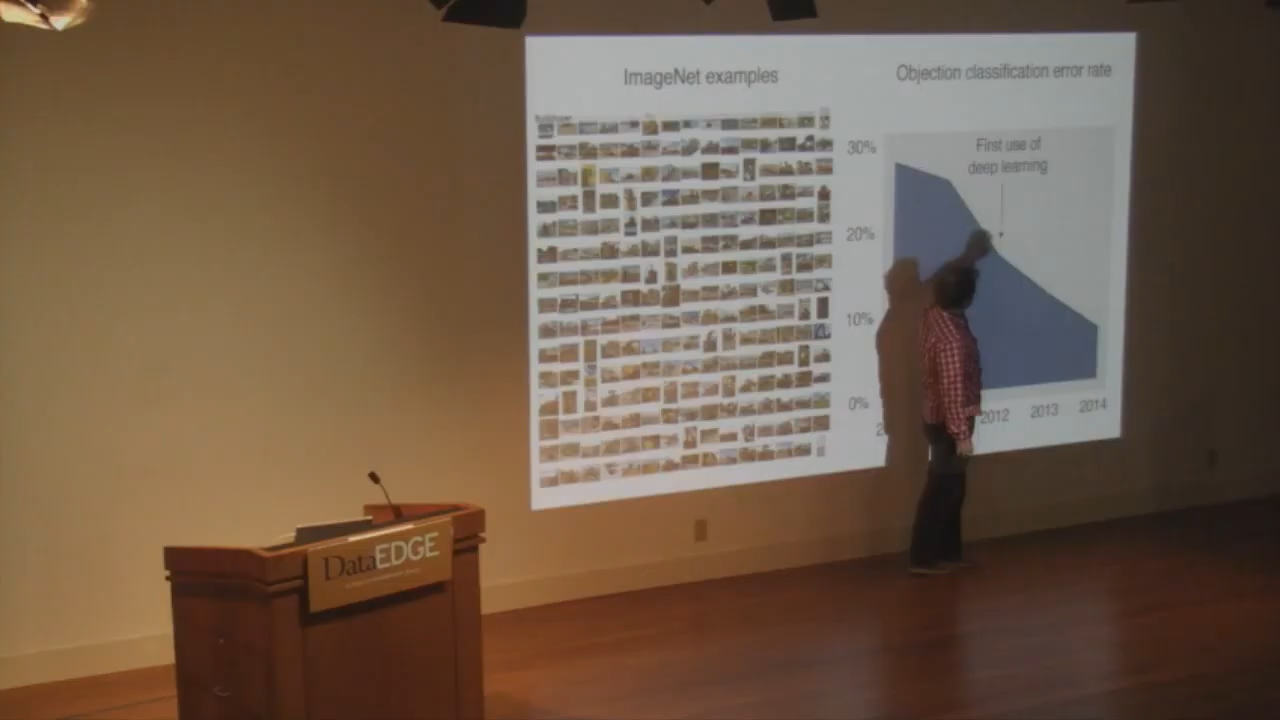 ImageNet examples
Objection classification error rate
First use of
deep learning
30%
20%
10%
0%
2012 2013 2014
DataEDGE